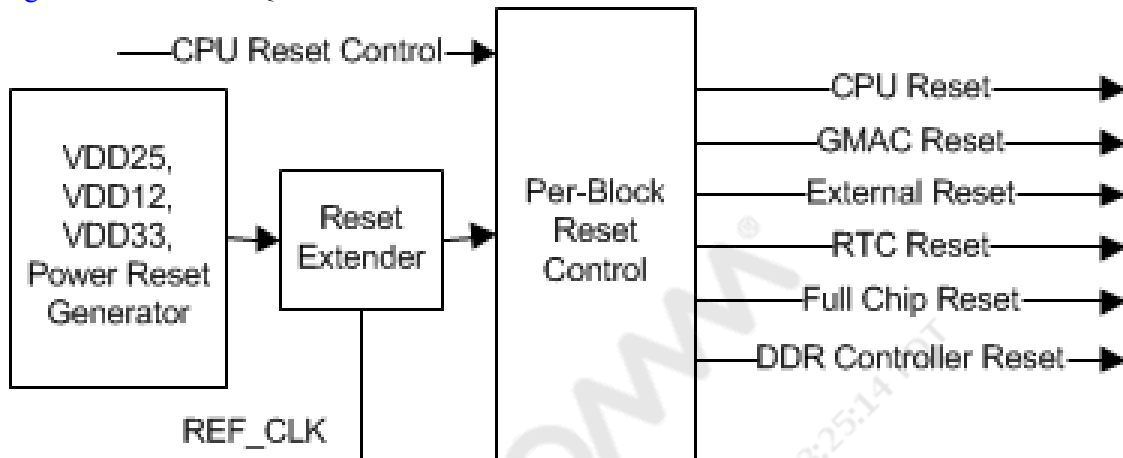 CPU Reset Control
VDD25,
VDD12,
VDD33,
Power Reset
Generator
Reset
Extender
REF_CLK
Per-Block
Reset
Control
CPU Reset
GMAC Reset
External Reset
RTC Reset
Full Chip Reset
DDR Controller Reset